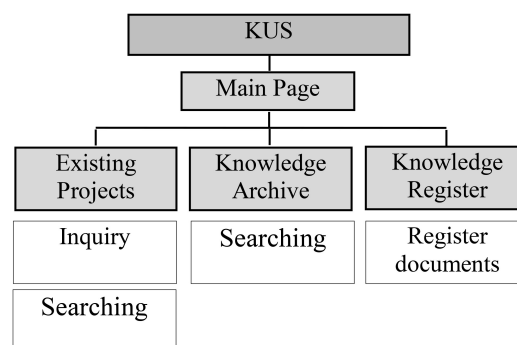 KUS
Main Page
Existing
Projects
Knowledge
Archive
Knowledge
Register
Inquiry
Searching
Register
documents
Searching